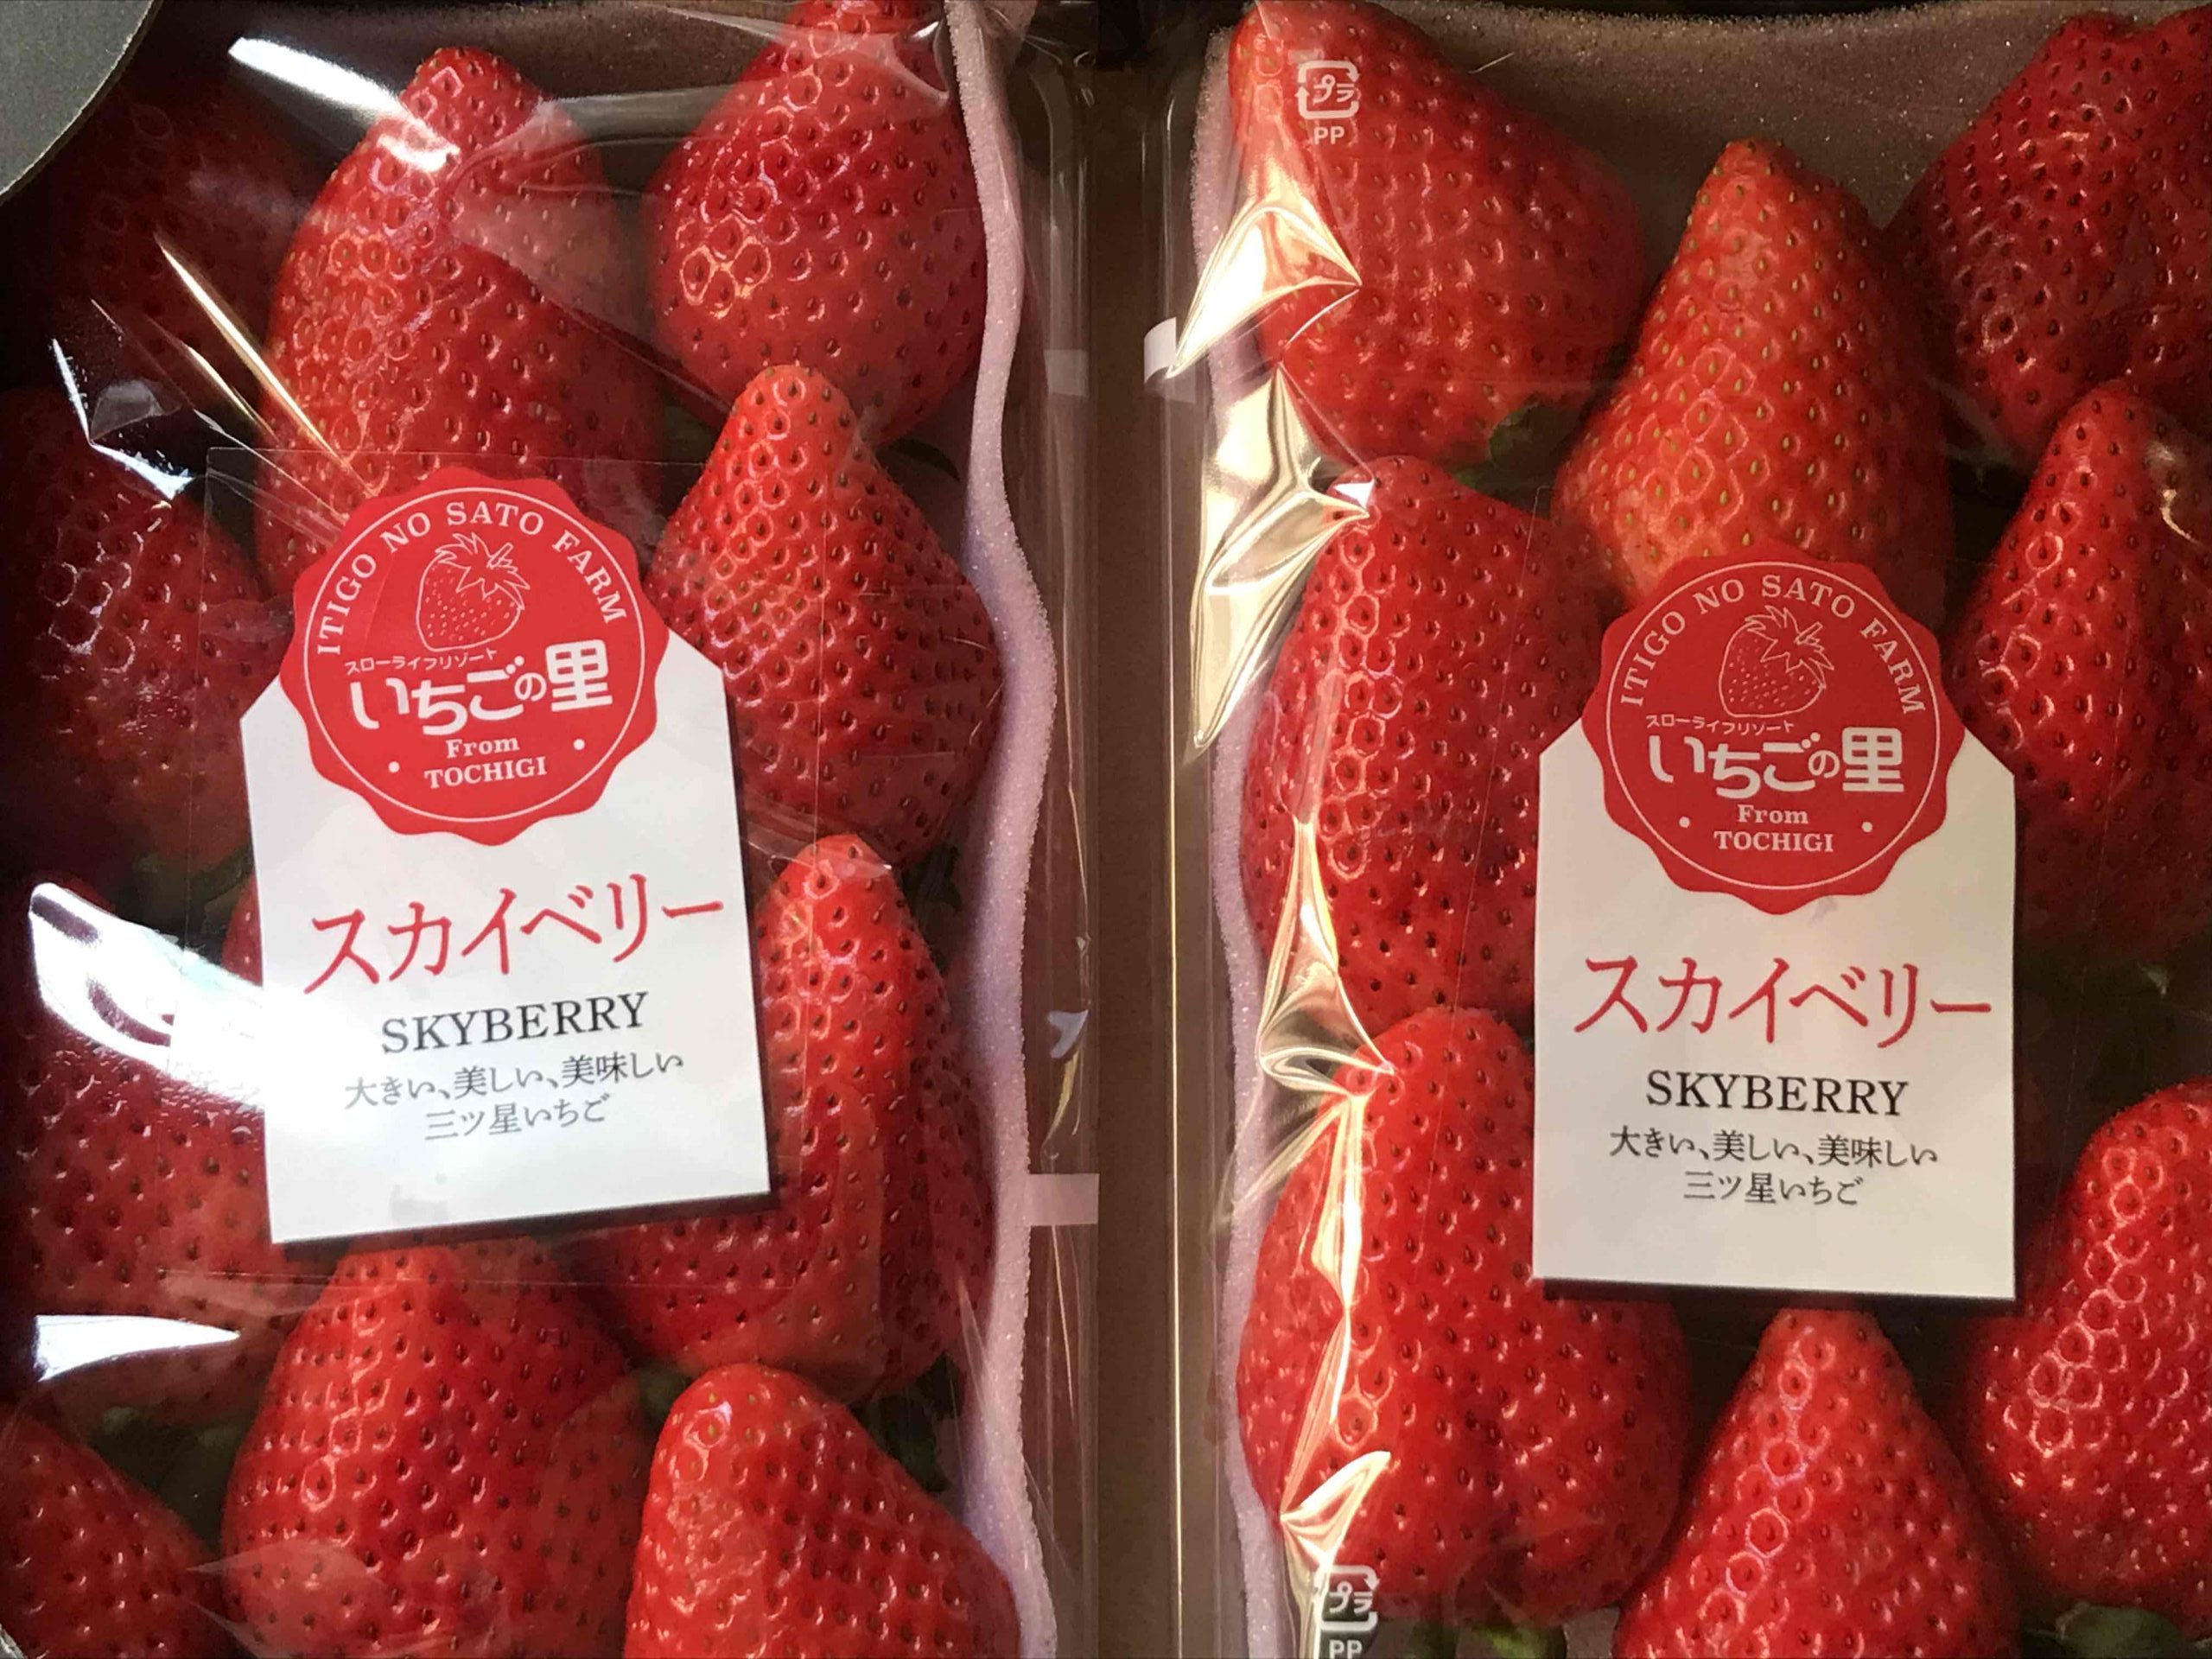 ITIGO NO SATO FARM
スローライフリゾート
いちごの里
From
TOCHIGI
スカイベリー
SKYBERRY
大きい、美しい、美味しい
三ツ星いちご
プラ
PP
ITIGO NO SATO FARM
スローライフリゾート
いちごの里
From
TOCHIGI
スカイベリー
SKYBERRY
大きい、美しい、美味しい
三ツ星いちご
プラ
PP